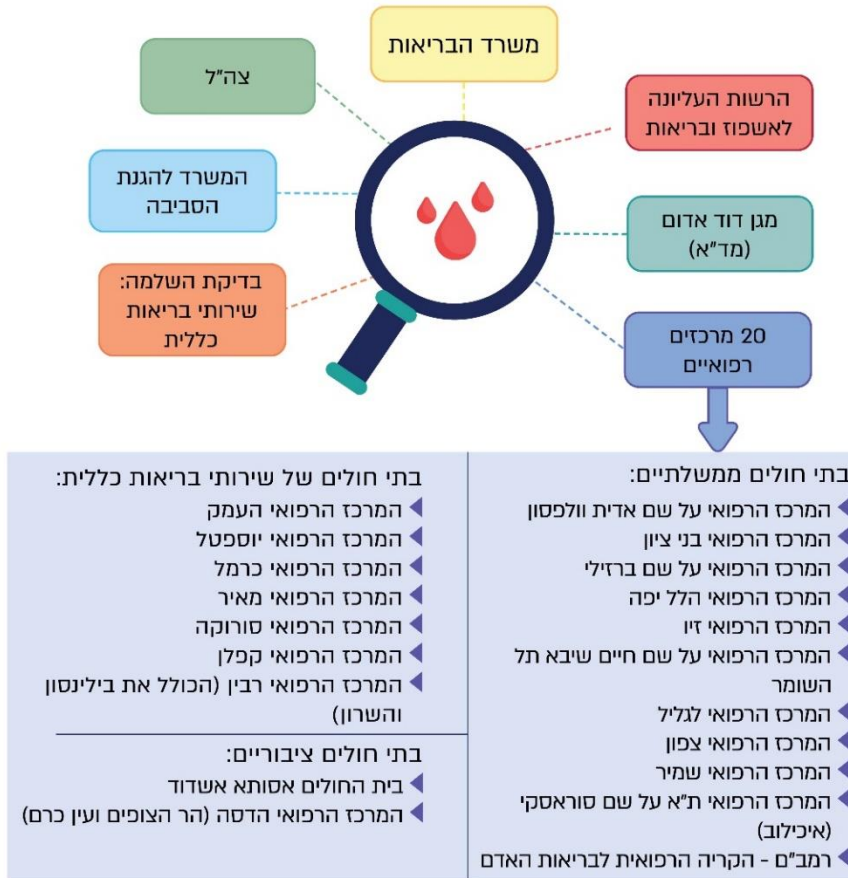 משרד הבריאות
צה"ל
הרשות העליונה
לאשפוז ובריאות
המשרד להגנת
הסביבה
מגן דוד אדום
(מד"א)
בדיקת השלמה:
שירותי בריאות
כללית
20 מרכזים
רפואיים
בתי חולים ממשלתיים:
המרכז הרפואי על שם אדית וולפסון
המרכז הרפואי בני ציון
המרכז הרפואי על שם ברזילי
המרכז הרפואי הלל יפה
המרכז הרפואי זיו
המרכז הרפואי על שם חיים שיבא תל
השומר
המרכז הרפואי לגליל
המרכז הרפואי צפון
המרכז הרפואי שמיר
המרכז הרפואי ת"א על שם סוראסקי
(איכילוב)
רמב"ם - הקריה הרפואית לבריאות האדם
בתי חולים של שירותי בריאות כללית:
המרכז הרפואי העמק
המרכז הרפואי יוספטל
המרכז הרפואי כרמל
המרכז הרפואי מאיר
המרכז הרפואי סורוקה
המרכז הרפואי קפלן
המרכז הרפואי רבין (הכולל את בילינסון
והשרון)
בתי חולים ציבוריים:
בית החולים אסותא אשדוד
המרכז הרפואי הדסה (הר הצופים ועין כרם)